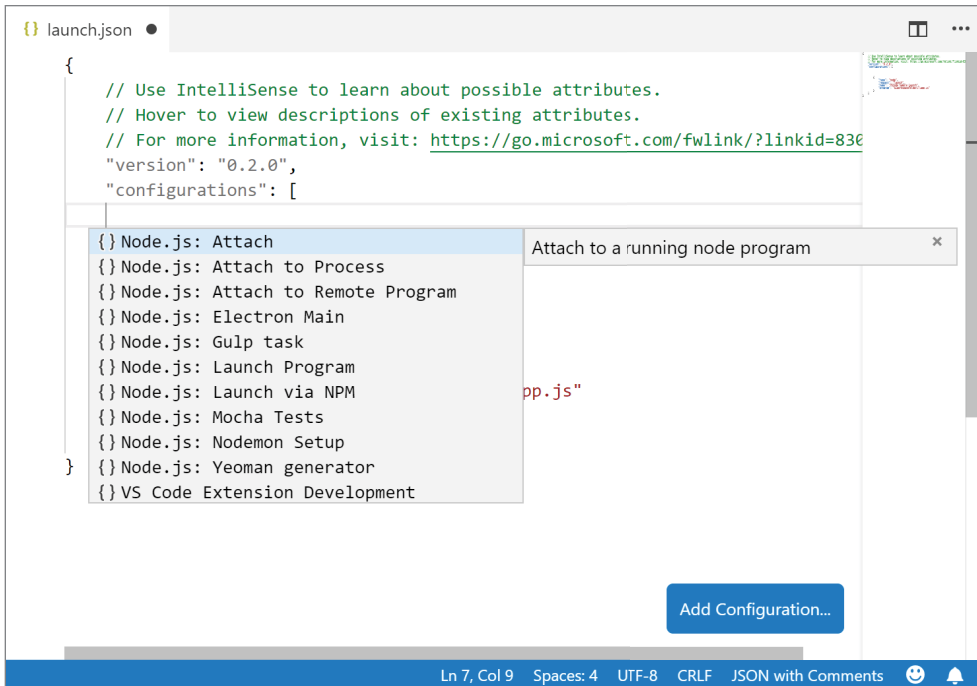 {} launch.json
{
// Use IntelliSense to learn about possible attributes.
// Hover to view descriptions of existing attributes.
// For more information, visit: https://go.microsoft.com/fwlink/?linkid=830
"version": "0.2.0",
"configurations": [
{} Node.js: Attach
Attach to a running node program
{} Node.js: Attach to Process
{} Node.js: Attach to Remote Program
{} Node.js: Electron Main
{} Node.js: Gulp task
{} Node.js: Launch Program
{} Node.js: Launch via NPM
pp.js"
{} Node.js: Mocha Tests
{} Node.js: Nodemon Setup
} {} Node.js: Yeoman generator
{} VS Code Extension Development
Add Configuration...
Ln 7, Col 9 Spaces: 4 UTF-8 CRLF JSON with Comments